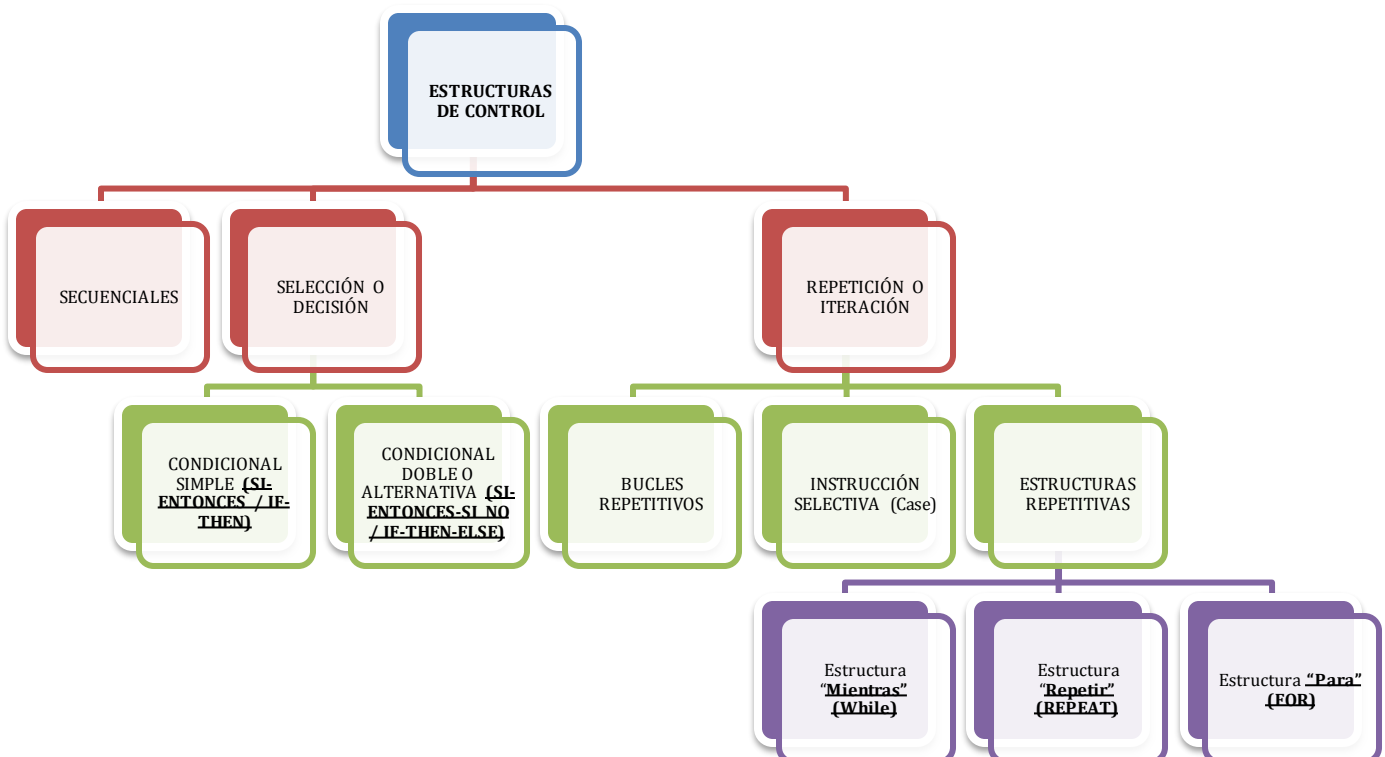 ESTRUCTURAS
DE CONTROL
SECUENCIALES
SELECCIÓN O
DECISIÓN
REPETICIÓN O
ITERACIÓN
CONDICIONAL
SIMPLE (SI-
ENTONCES / IF-
THEN)
CONDICIONAL
DOBLE O
ALTERNATIVA (SI-
ENTONCES-SI NO
/ IF-THEN-ELSE)
BUCLES
REPETITIVOS
INSTRUCCIÓN
SELECTIVA (Case)
ESTRUCTURAS
REPETITIVAS
Estructura
“Mientras”
(While)
Estructura
“Repetir”
(REPEAT)
Estructura “Para”
(FOR)